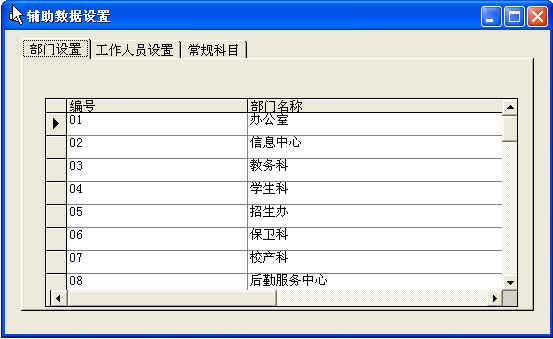 辅助数据设置
部门设置 工作人员设置 常规科目
编号 部门名称
01 办公室
02 信息中心
03 教务科
04 学生科
05 招生办
06 保卫科
07 校产科
08 后勤服务中心